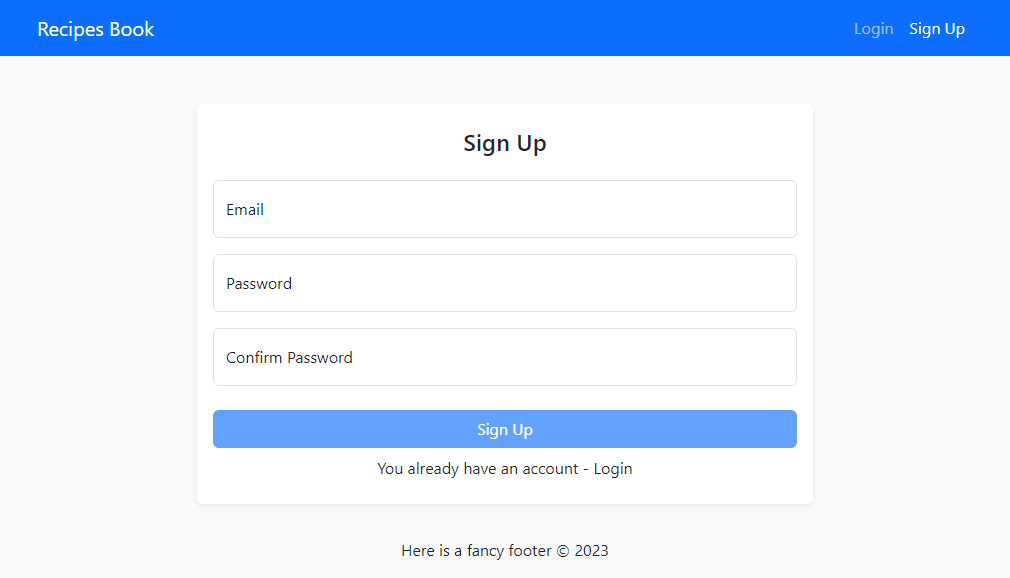 Recipes Book Login Sign Up
Sign Up
Email
Password
Confirm Password
Sign Up
You already have an account - Login
Here is a fancy footer © 2023